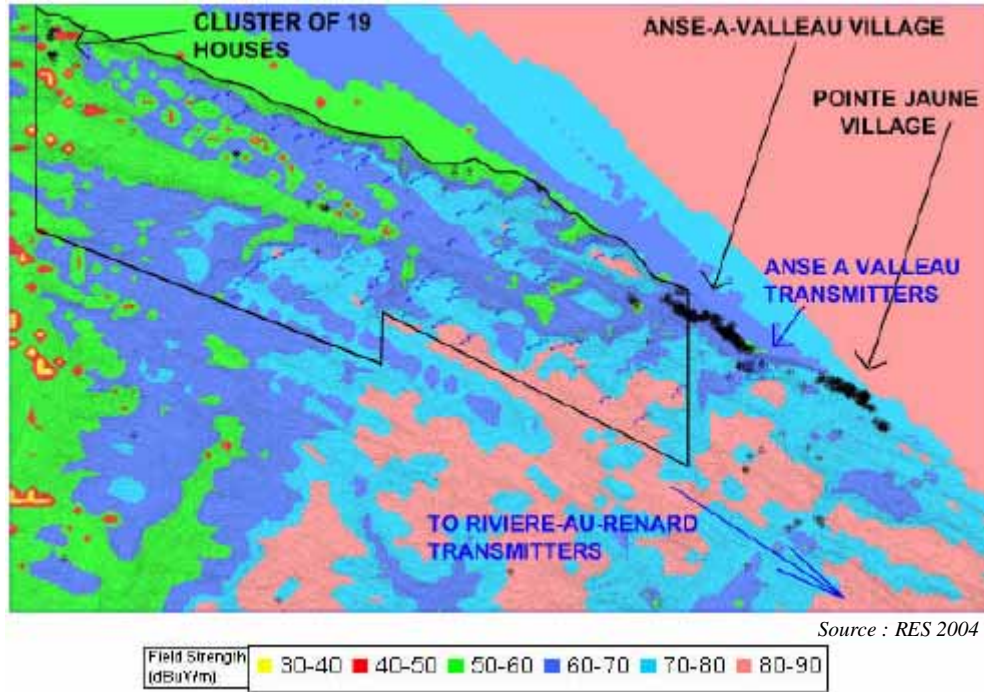 CLUSTER OF 19
HOUSES
ANSE-A-VALLEAU VILLAGE
POINTE JAUNE
VILLAGE
ANSE A VALLEAU
TRANSMITTERS
TO RIVIERE-AU-RENARD
TRANSMITTERS
Source : RES 2004
Field Strength
(dBuV/m)
30-40 40-50 50-60 60-70 70-80 80-90